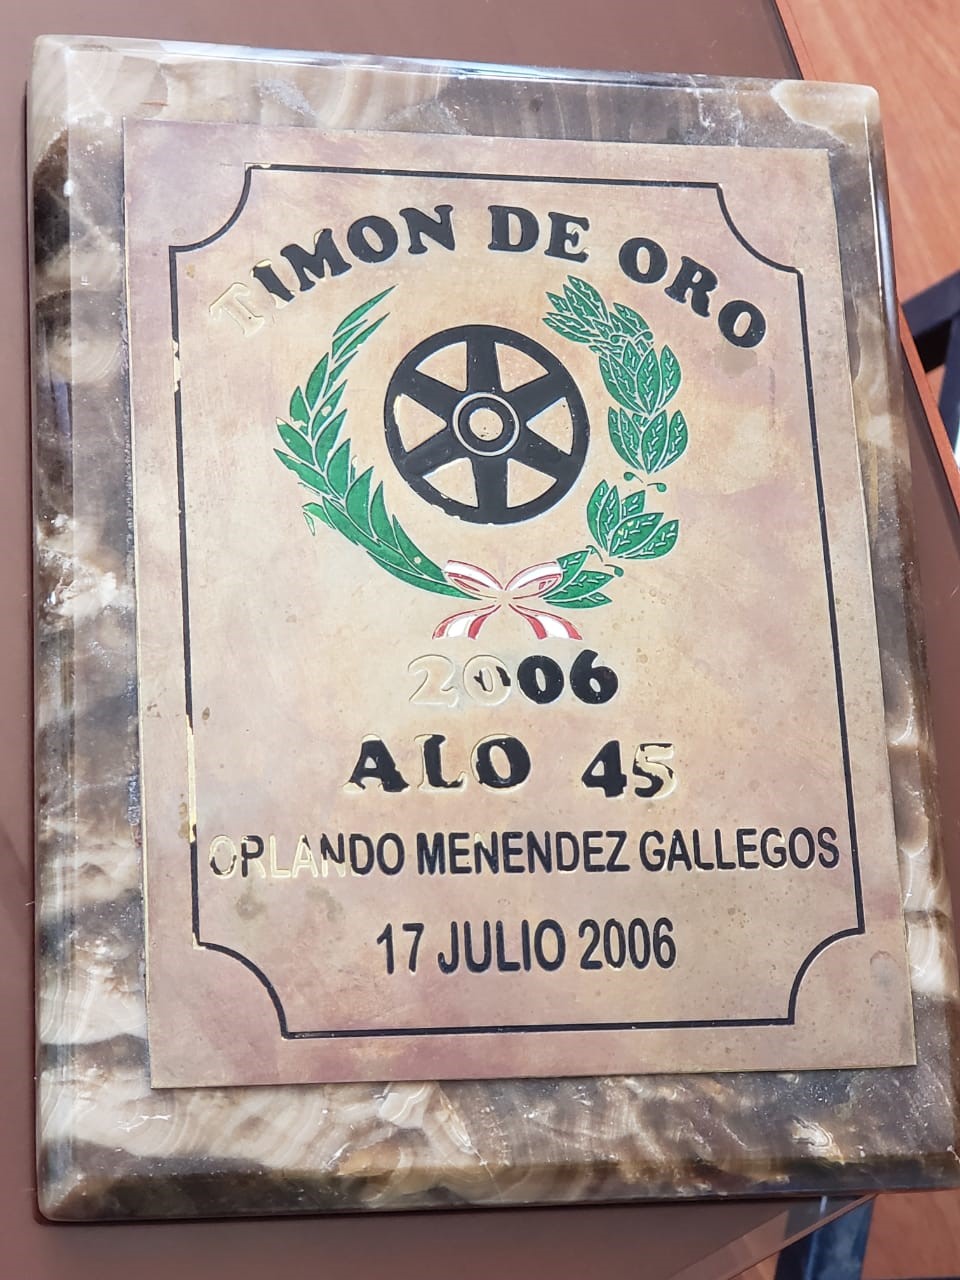 TIMON DE ORO
2006
ALO 45
ORLANDO MENENDEZ GALLEGOS
17 JULIO 2006